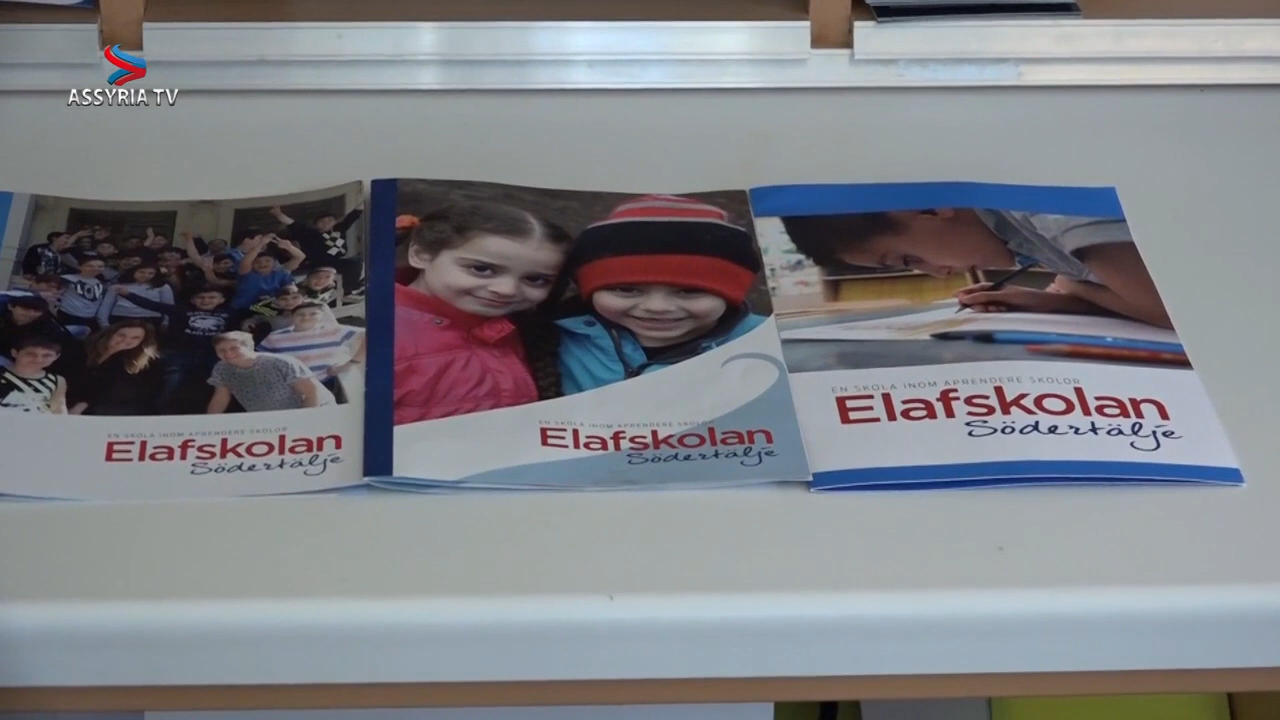 ASSYRIA TV
EN SKOLA INOM APRENDERE SKOLOR
Elafskolan
Södertälje
EN SKOLA INOM APRENDERE SKOLOR
Elafskolan
Södertälje
EN SKOLA INOM APRENDERE SKOLOR
Elafskolan
Södertälje